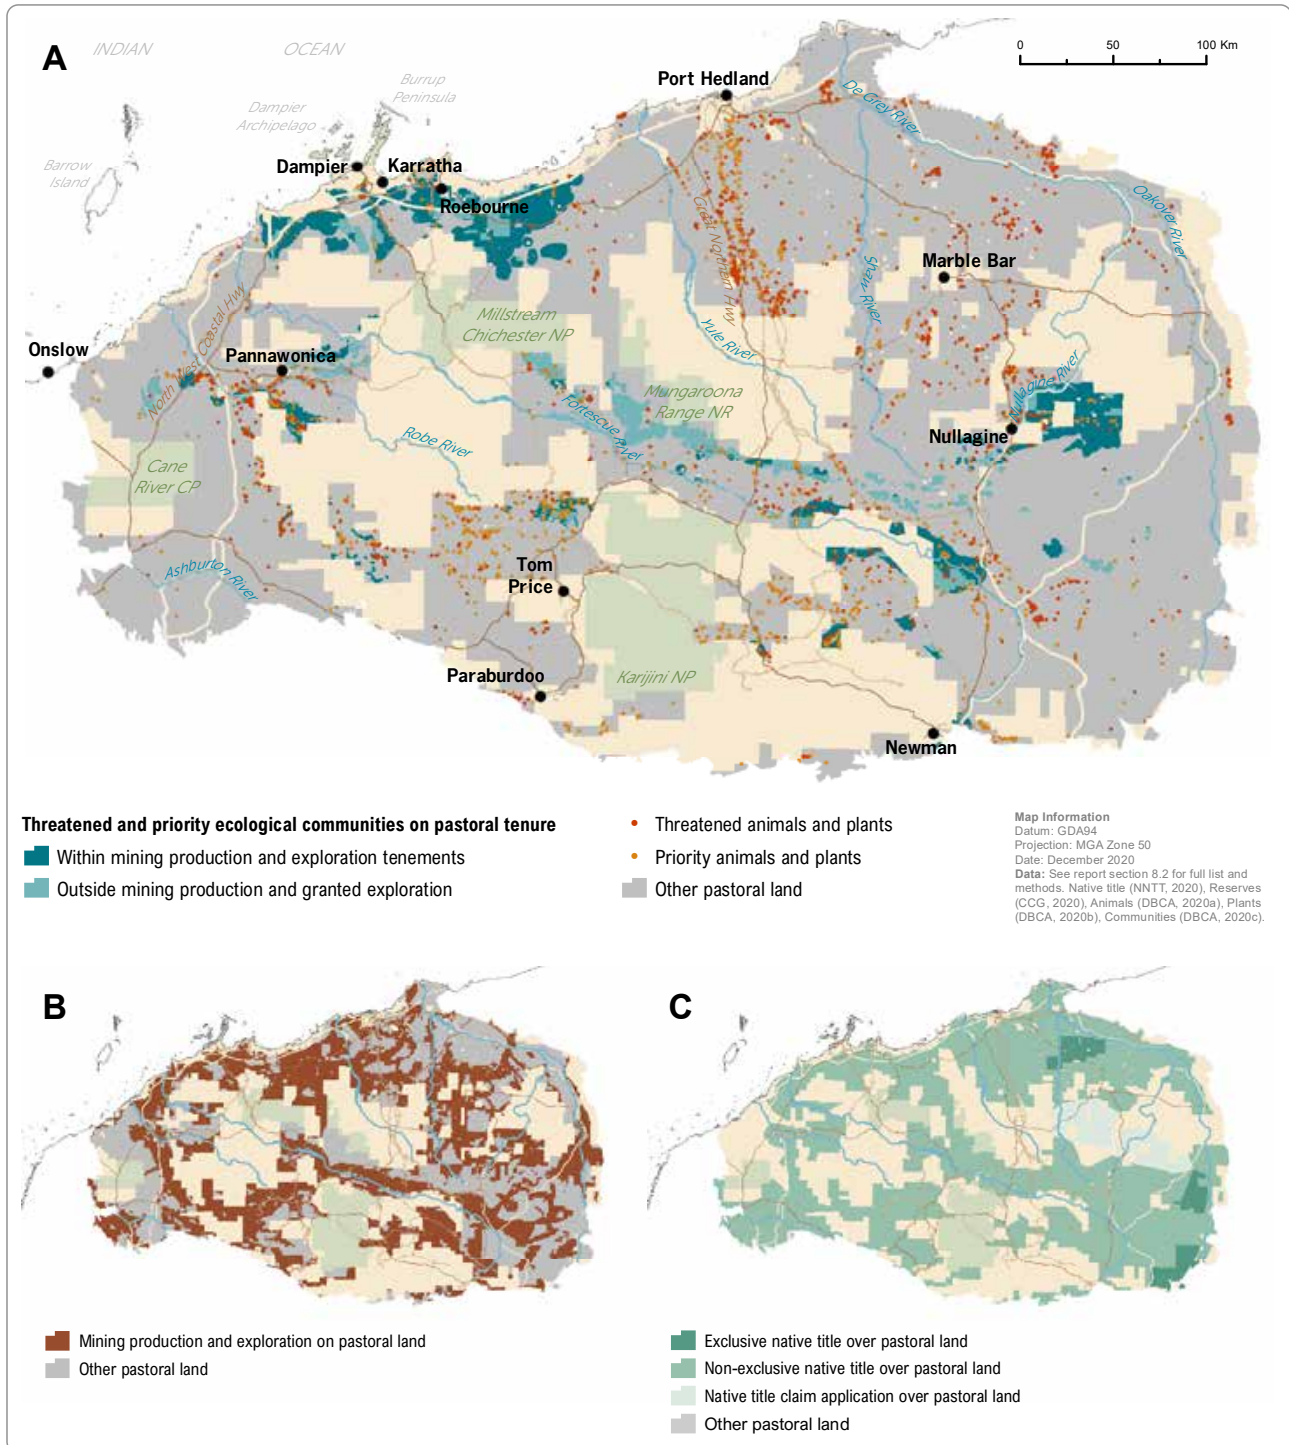 A
INDIAN OCEAN
0 50 100 Km
Burrup
Peninsula
Dampier
Archipelago
Barrow
Island
Port Hedland
De Grey River
Dampier
Karratha
Roebourne
Oakover River
Great Northern Hwy
Shaw River
Marble Bar
North West Coastal Hwy
Millstream
Chichester NP
Yule River
Onslow
Pannawonica
Mungaroona
Range NR
Nullagine River
Fortescue River
Robe River
Nullagine
Cane
River CP
Ashburton River
Tom
Price
Paraburdoo
Karijini NP
Newman
Threatened and priority ecological communities on pastoral tenure
Within mining production and exploration tenements
Outside mining production and granted exploration
Threatened animals and plants
Priority animals and plants
Other pastoral land
Map Information
Datum: GDA94
Projection: MGA Zone 50
Date: December 2020
Data: See report section 8.2 for full list and
methods. Native title (NNTT, 2020), Reserves
(CCG, 2020), Animals (DBCA, 2020a), Plants
(DBCA, 2020b), Communities (DBCA, 2020c).
B
Mining production and exploration on pastoral land
Other pastoral land
C
Exclusive native title over pastoral land
Non-exclusive native title over pastoral land
Native title claim application over pastoral land
Other pastoral land